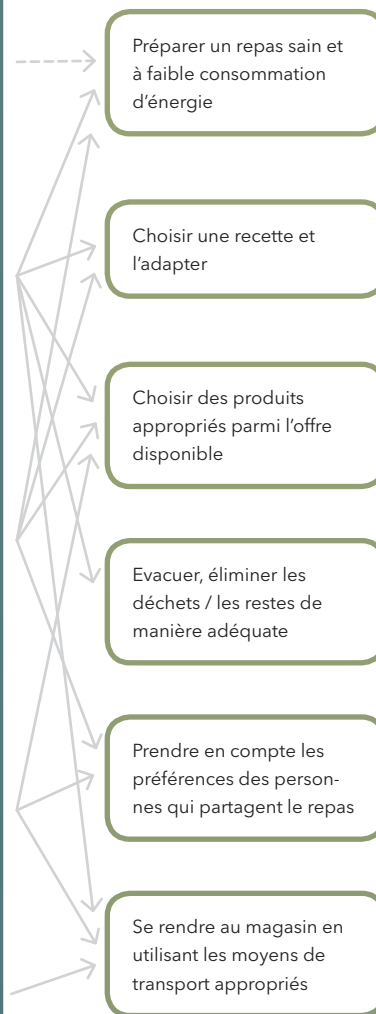 Préparer un repas sain et
à faible consommation
d’énergie
Choisir une recette et
l’adapter
Choisir des produits
appropriés parmi l’offre
disponible
Evacuer, éliminer les
déchets / les restes de
manière adéquate
Prendre en compte les
préférences des person-
nes qui partagent le repas
Se rendre au magasin en
utilisant les moyens de
transport appropriés